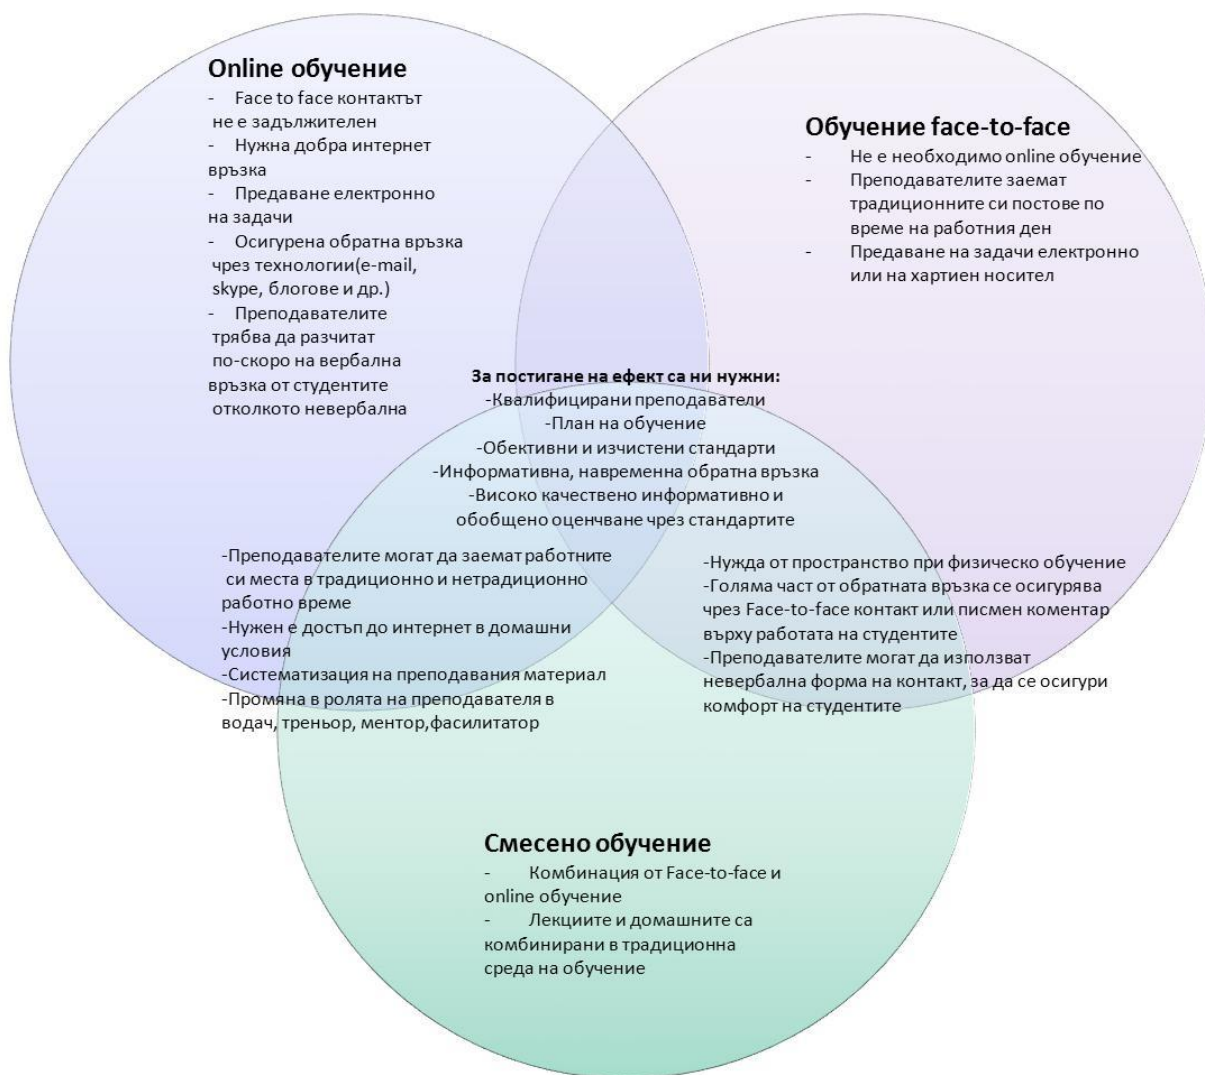 Online обучение
- Face to face контактът
не е задължителен
- Нужна добра интернет
връзка
- Предаване електронно
на задачи
- Осигурена обратна връзка
чрез технологии(e-mail,
skype, блогове и др.)
- Преподавателите
трябва да разчитат
по-скоро на вербална
връзка от студентите
отколкото невербална
Обучение face-to-face
- Не е необходимо online обучение
- Преподавателите заемат
традиционните си постове по
време на работния ден
- Предаване на задачи електронно
или на хартиен носител
За постигане на ефект са ни нужни:
-Квалифицирани преподаватели
-План на обучение
-Обективни и изчистени стандарти
-Информативна, навременна обратна връзка
-Високо качествено информативно и
обобщено оценчване чрез стандартите
-Преподавателите могат да заемат работните
си места в традиционно и нетрадиционно
работно време
-Нужен е достъп до интернет в домашни
условия
-Систематизация на преподавания материал
-Промяна в ролята на преподавателя в
водач, треньор, ментор,фасилитатор
-Нужда от пространство при физическо обучение
-Голяма част от обратната връзка се осигурява
чрез Face-to-face контакт или писмен коментар
върху работата на студентите
-Преподавателите могат да използват
невербална форма на контакт, за да се осигури
комфорт на студентите
Смесено обучение
- Комбинация от Face-to-face и
online обучение
- Лекциите и домашните са
комбинирани в традиционна
среда на обучение